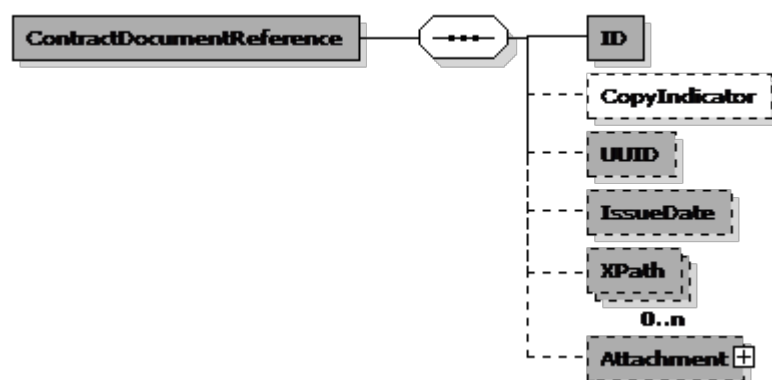 ContractDocumentReference
ID
CopyIndicator
UUID
IssueDate
XPath
0..n
Attachment